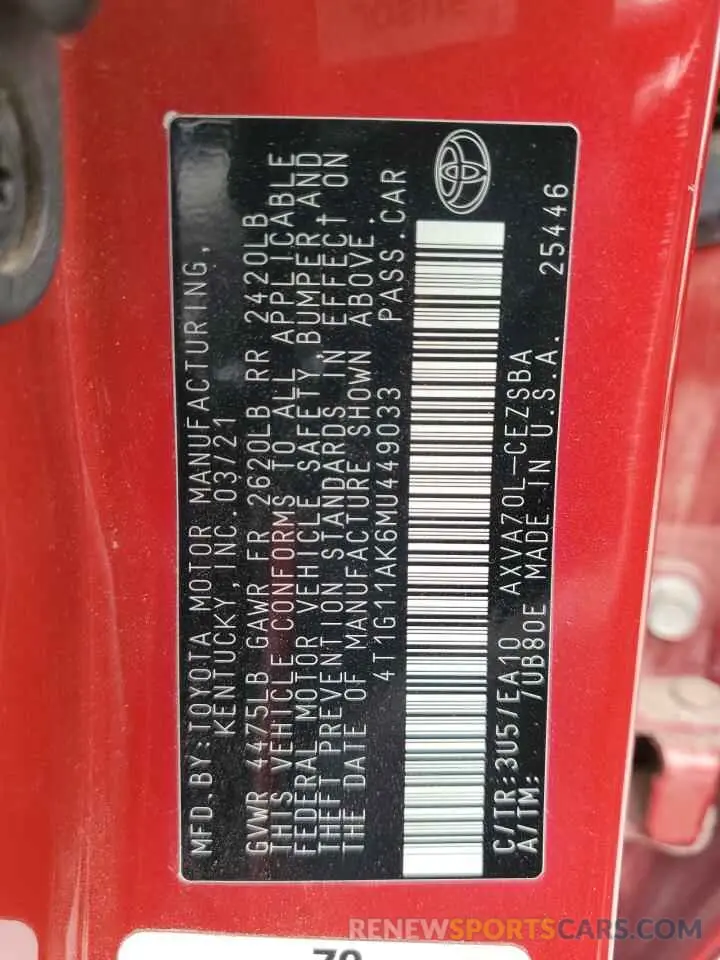 MFD.BY:TOYOTA MOTOR MANUFACTURING,
KENTUCKY,INC.03/21
GVWR 4475LB GAWR FR 2620LB RR 2420LB
THIS VEHICLE CONFORMS TO ALL APPLICABLE
FEDERAL MOTOR VEHICLE SAFETY, BUMPER, AND
THEFT PREVENTION STANDARDS IN EFFECT ON
THE DATE OF MANUFACTURE SHOWN ABOVE.
4T1G11AK6MU449033 PASS.CAR
C/TR:3U5/EA10 AXVA70L-CEZSBA
A/TM: /UB80E MADE IN U.S.A. 25446
RENEWSPORTSCARS.COM